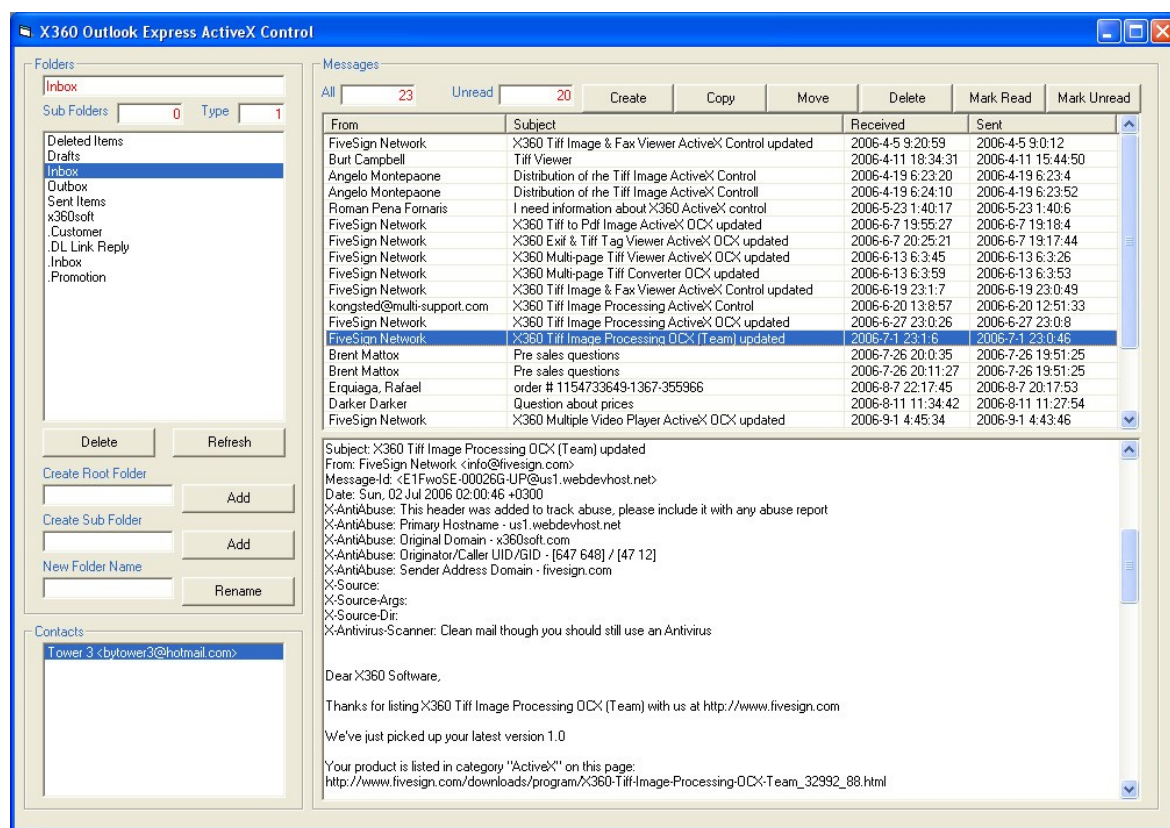 X360 Outlook Express ActiveX Control
Folders
Inbox
Sub Folders 0 Type 1
Deleted Items
Drafts
Inbox
Outbox
Sent Items
x360soft
.Customer
.DL Link Reply
.Inbox
.Promotion
Delete Refresh
Create Root Folder
Add
Create Sub Folder
Add
New Folder Name
Rename
Contacts
Tower 3 <bytower3@hotmail.com>
Messages
All 23 Unread 20 Create Copy Move Delete Mark Read Mark Unread
From Subject Received Sent
FiveSign Network X360 Tiff Image & Fax Viewer ActiveX Control updated 2006-4-5 9:20:59 2006-4-5 9:0:12
Burt Campbell Tiff Viewer 2006-4-11 18:34:31 2006-4-11 15:44:50
Angelo Montepaone Distribution of rhe Tiff Image ActiveX Control 2006-4-19 6:23:20 2006-4-19 6:23:4
Angelo Montepaone Distribution of rhe Tiff Image ActiveX Controll 2006-4-19 6:24:10 2006-4-19 6:23:52
Roman Pena Fornaris I need information about X360 ActiveX control 2006-5-23 1:40:17 2006-5-23 1:40:6
FiveSign Network X360 Tiff to Pdf Image ActiveX OCX updated 2006-6-7 19:55:27 2006-6-7 19:18:4
FiveSign Network X360 Exif & Tiff Tag Viewer ActiveX OCX updated 2006-6-7 20:25:21 2006-6-7 19:17:44
FiveSign Network X360 Multi-page Tiff Viewer ActiveX OCX updated 2006-6-13 6:3:45 2006-6-13 6:3:26
FiveSign Network X360 Multi-page Tiff Converter OCX updated 2006-6-13 6:3:59 2006-6-13 6:3:53
FiveSign Network X360 Tiff Image & Fax Viewer ActiveX Control updated 2006-6-19 23:1:7 2006-6-19 23:0:49
kongsted@multi-support.com X360 Tiff Image Processing ActiveX Control 2006-6-20 13:8:57 2006-6-20 12:51:33
FiveSign Network X360 Tiff Image Processing ActiveX OCX updated 2006-6-27 23:0:26 2006-6-27 23:0:8
FiveSign Network X360 Tiff Image Processing OCX (Team) updated 2006-7-1 23:1:6 2006-7-1 23:0:46
Brent Mattox Pre sales questions 2006-7-26 20:0:35 2006-7-26 19:51:25
Brent Mattox Pre sales questions 2006-7-26 20:11:27 2006-7-26 19:51:25
Erquiaga, Rafael order # 1154733649-1367-355966 2006-8-7 22:17:45 2006-8-7 20:17:53
Darker Darker Question about prices 2006-8-11 11:34:42 2006-8-11 11:27:54
FiveSign Network X360 Multiple Video Player ActiveX OCX updated 2006-9-1 4:45:34 2006-9-1 4:43:46
Subject: X360 Tiff Image Processing OCX (Team) updated
From: FiveSign Network <info@fivesign.com>
Message-Id: <E1FwoSE-00026G-UP@us1.webdevhost.net>
Date: Sun, 02 Jul 2006 02:00:46 +0300
X-AntiAbuse: This header was added to track abuse, please include it with any abuse report
X-AntiAbuse: Primary Hostname - us1.webdevhost.net
X-AntiAbuse: Original Domain - x360soft.com
X-AntiAbuse: Originator/Caller UID/GID - [647 648] / [47 12]
X-AntiAbuse: Sender Address Domain - fivesign.com
X-Source:
X-Source-Args:
X-Source-Dir:
X-Antivirus-Scanner: Clean mail though you should still use an Antivirus
Dear X360 Software,
Thanks for listing X360 Tiff Image Processing OCX (Team) with us at http://www.fivesign.com
We've just picked up your latest version 1.0
Your product is listed in category "ActiveX" on this page:
http://www.fivesign.com/downloads/program/X360-Tiff-Image-Processing-OCX-Team_32992_88.html